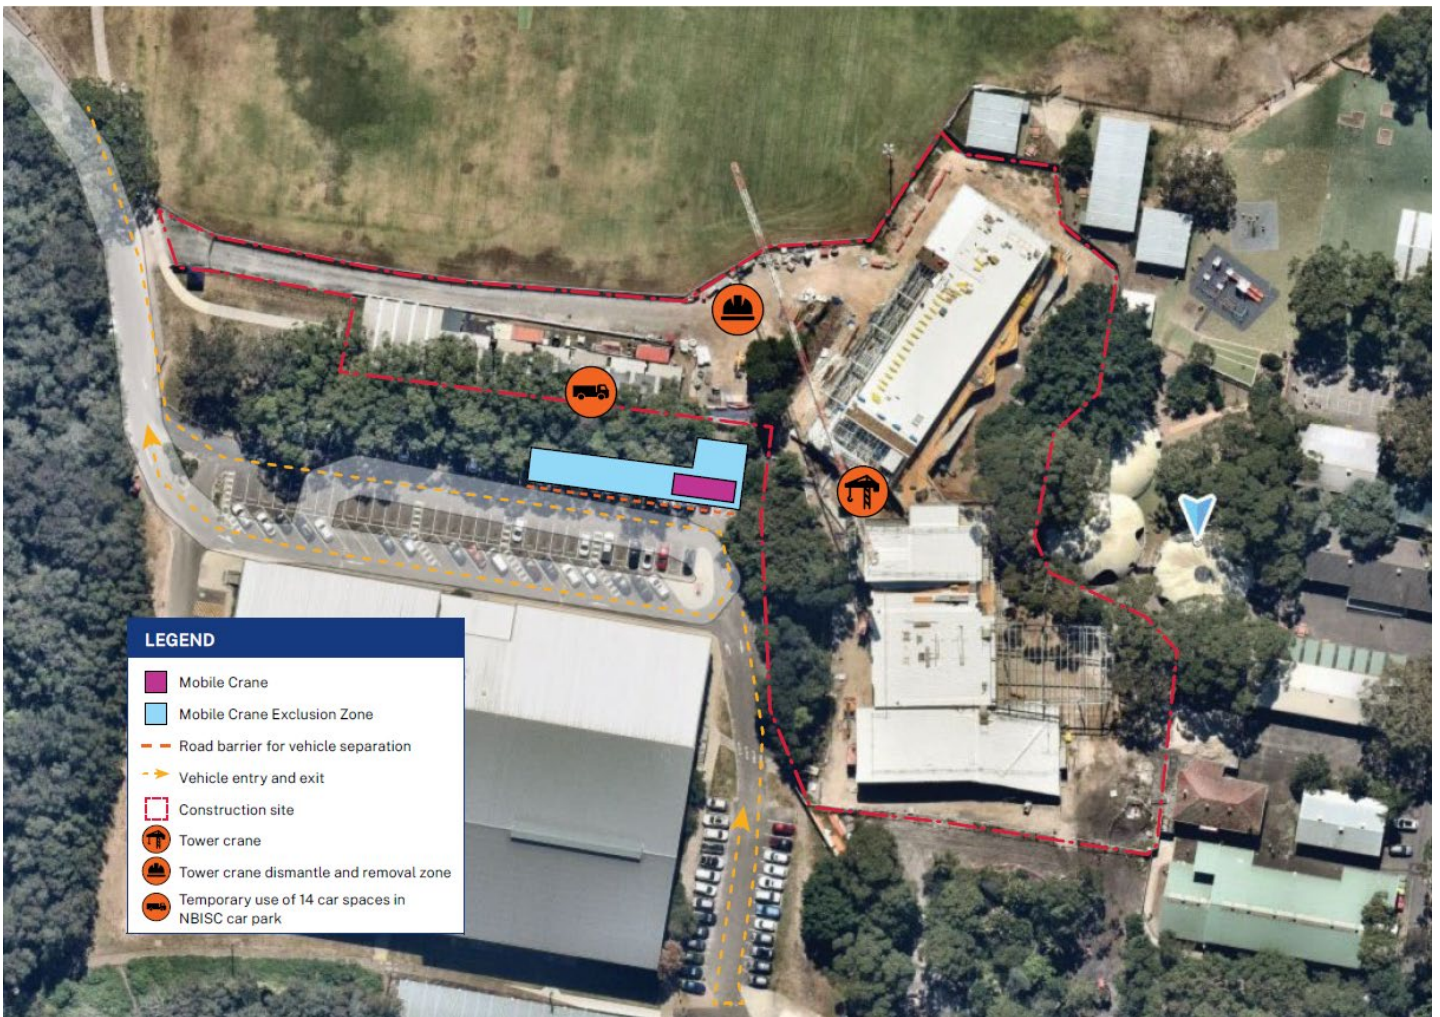 LEGEND
Mobile Crane
Mobile Crane Exclusion Zone
Road barrier for vehicle separation
Vehicle entry and exit
Construction site
Tower crane
Tower crane dismantle and removal zone
Temporary use of 14 car spaces in
NBISC car park